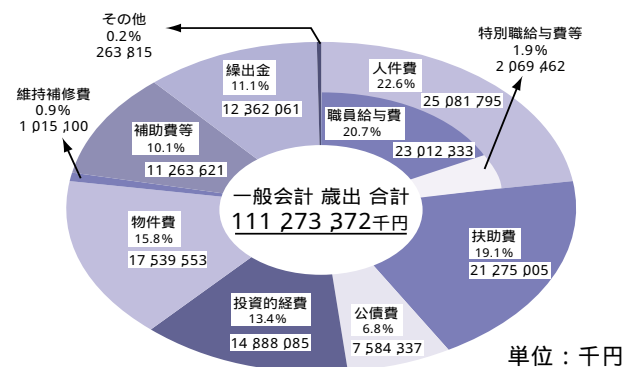 その他
0.2%
263,815
特別職給与費等
1.9%
2,069,462
人件費
22.6%
25,081,795
職員給与費
20.7%
23,012,333
繰出金
11.1%
12,362,061
維持補修費
0.9%
1,015,100
補助費等
10.1%
11,263,621
一般会計 歳出 合計
111,273,372千円
物件費
15.8%
17,539,553
扶助費
19.1%
21,275,005
投資的経費
13.4%
14,888,085
公債費
6.8%
7,584,337
単位：千円